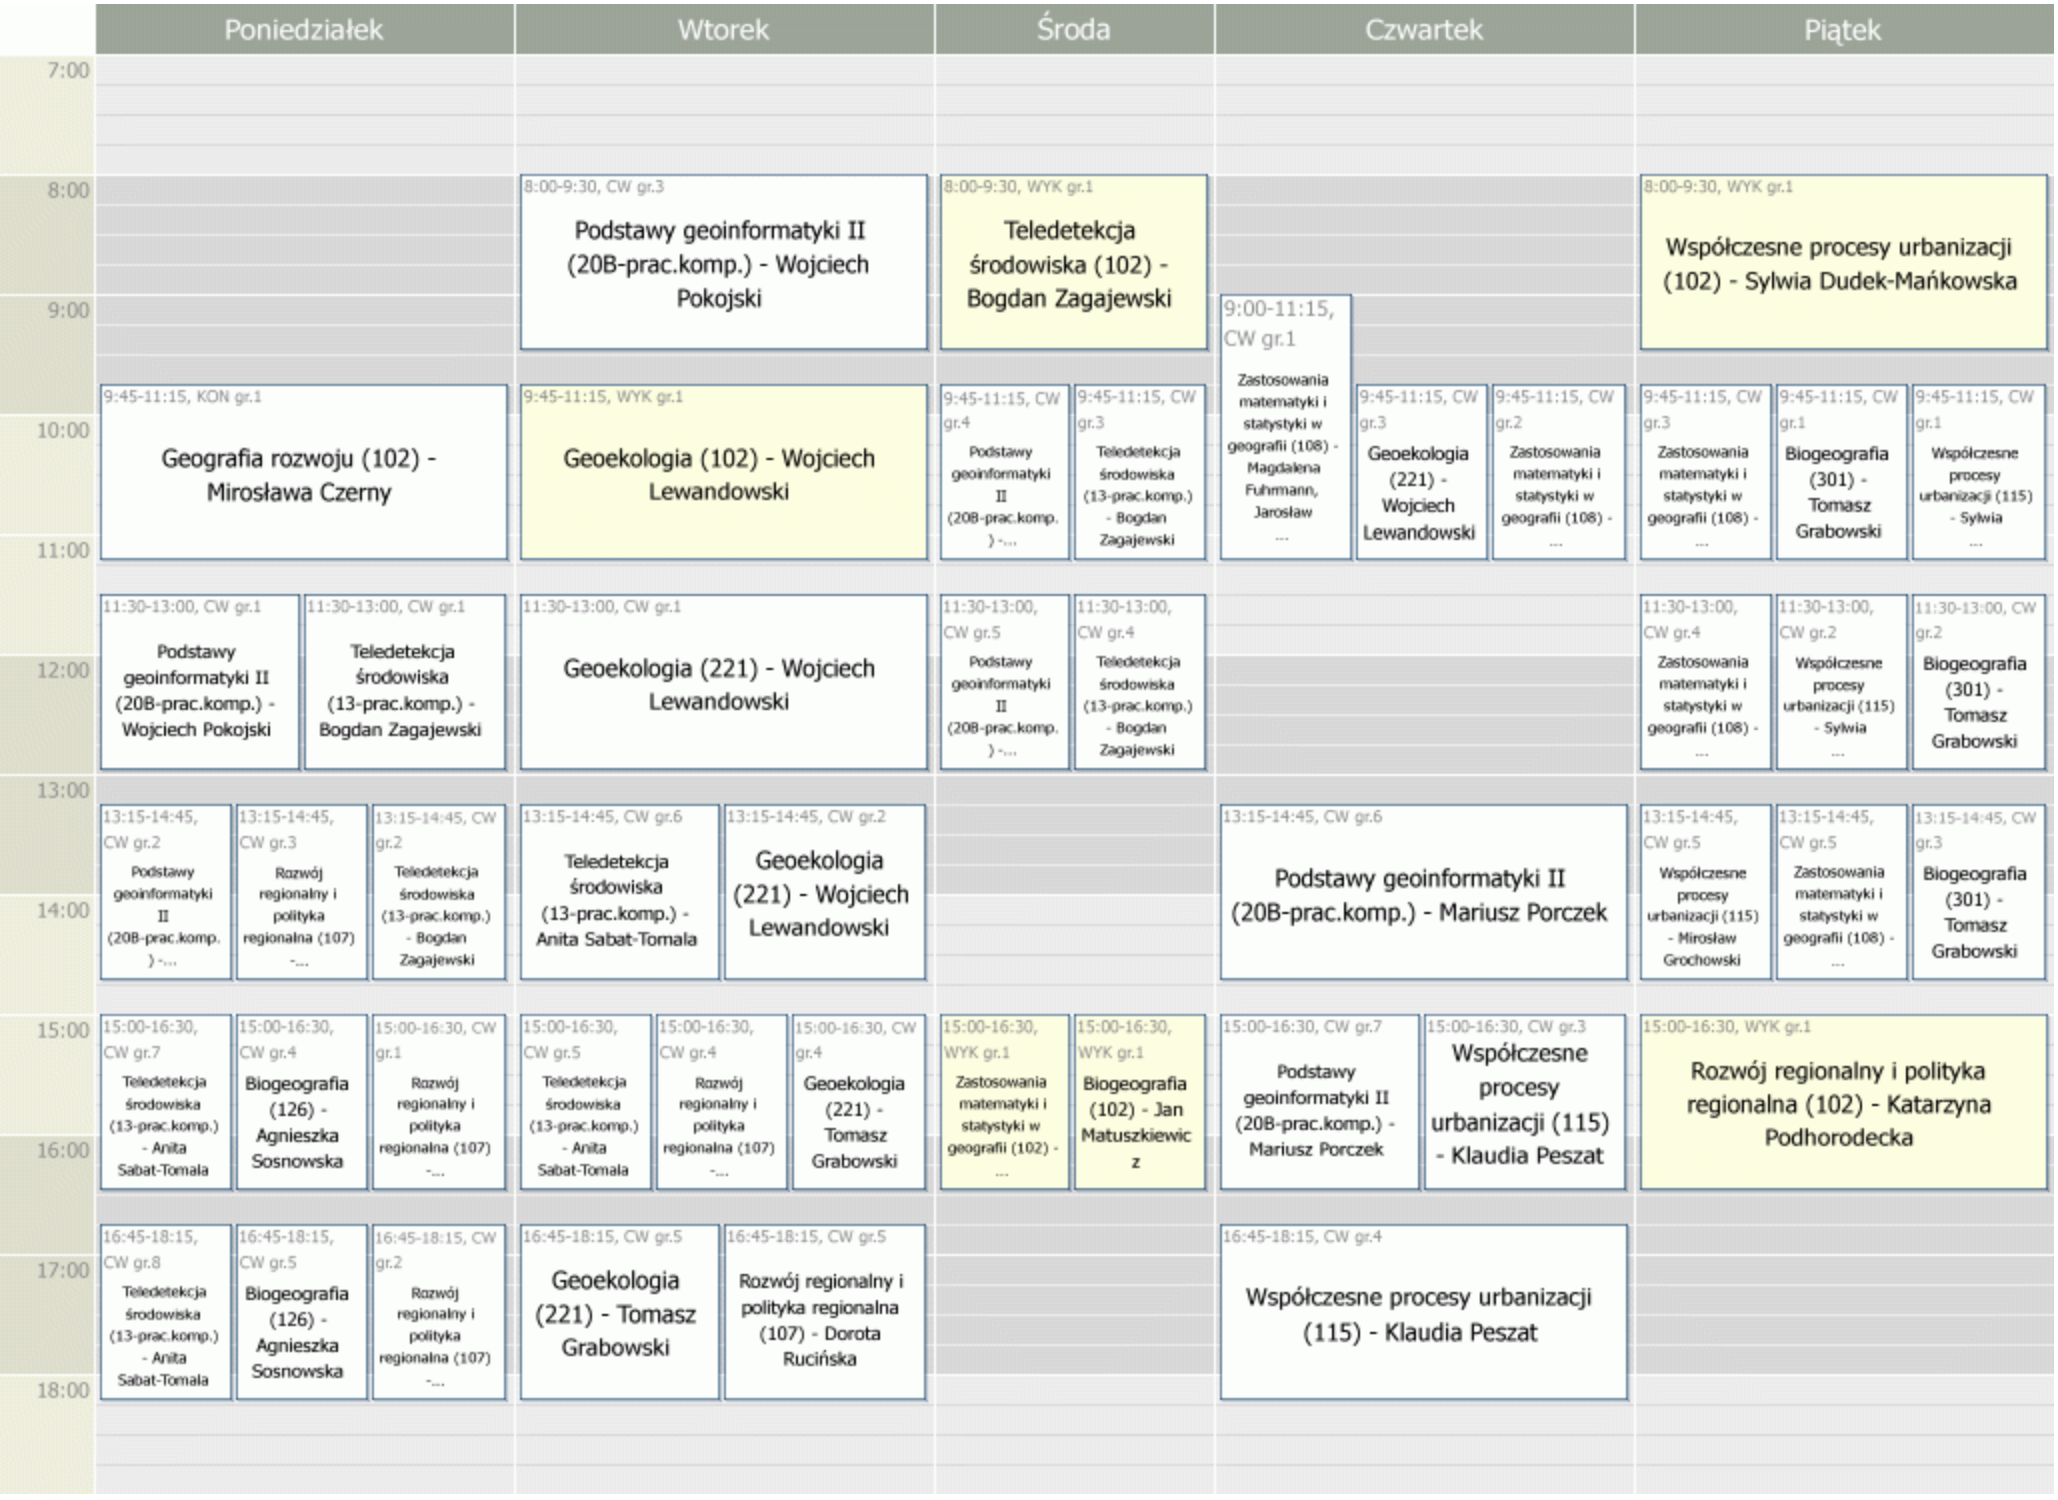 Poniedziałek
Wtorek
Środa
Czwartek
Piątek
7:00
8:00
9:00
10:00
11:00
12:00
13:00
14:00
15:00
16:00
17:00
18:00
9:45-11:15, KON gr.1
Geografia rozwoju (102) -
Mirosława Czerny
11:30-13:00, CW gr.1
Podstawy
geoinformatyki II
(20B-prac.komp.) -
Wojciech Pokojski
11:30-13:00, CW gr.1
Teledetekcja
środowiska
(13-prac.komp.) -
Bogdan Zagajewski
13:15-14:45,
CW gr.2
Podstawy
geoinformatyki
II
(20B-prac.komp.
) -...
13:15-14:45,
CW gr.3
Rozwój
regionalny i
polityka
regionalna (107)
-...
13:15-14:45, CW
gr.2
Teledetekcja
środowiska
(13-prac.komp.)
- Bogdan
Zagajewski
15:00-16:30,
CW gr.7
Teledetekcja
środowiska
(13-prac.komp.)
- Anita
Sabat-Tomala
15:00-16:30,
CW gr.4
Biogeografia
(126) -
Agnieszka
Sosnowska
15:00-16:30, CW
gr.1
Rozwój
regionalny i
polityka
regionalna (107)
-...
16:45-18:15,
CW gr.8
Teledetekcja
środowiska
(13-prac.komp.)
- Anita
Sabat-Tomala
16:45-18:15,
CW gr.5
Biogeografia
(126) -
Agnieszka
Sosnowska
16:45-18:15, CW
gr.2
Rozwój
regionalny i
polityka
regionalna (107)
-...
8:00-9:30, CW gr.3
Podstawy geoinformatyki II
(20B-prac.komp.) - Wojciech
Pokojski
9:45-11:15, WYK gr.1
Geoekologia (102) - Wojciech
Lewandowski
11:30-13:00, CW gr.1
Geoekologia (221) - Wojciech
Lewandowski
13:15-14:45, CW gr.6
Teledetekcja
środowiska
(13-prac.komp.) -
Anita Sabat-Tomala
13:15-14:45, CW gr.2
Geoekologia
(221) - Wojciech
Lewandowski
15:00-16:30,
CW gr.5
Teledetekcja
środowiska
(13-prac.komp.)
- Anita
Sabat-Tomala
15:00-16:30,
CW gr.4
Rozwój
regionalny i
polityka
regionalna (107)
-...
15:00-16:30, CW
gr.4
Geoekologia
(221) -
Tomasz
Grabowski
16:45-18:15, CW gr.5
Geoekologia
(221) - Tomasz
Grabowski
16:45-18:15, CW gr.5
Rozwój regionalny i
polityka regionalna
(107) - Dorota
Rucińska
8:00-9:30, WYK gr.1
Teledetekcja
środowiska (102) -
Bogdan Zagajewski
9:45-11:15, CW
gr.4
Podstawy
geoinformatyki
II
(20B-prac.komp.
) -...
9:45-11:15, CW
gr.3
Teledetekcja
środowiska
(13-prac.komp.)
- Bogdan
Zagajewski
11:30-13:00,
CW gr.5
Podstawy
geoinformatyki
II
(20B-prac.komp.
) -...
11:30-13:00,
CW gr.4
Teledetekcja
środowiska
(13-prac.komp.)
- Bogdan
Zagajewski
15:00-16:30,
WYK gr.1
Zastosowania
matematyki i
statystyki w
geografii (102) -
...
15:00-16:30,
WYK gr.1
Biogeografia
(102) - Jan
Matuszkiewic
z
9:00-11:15,
CW gr.1
Zastosowania
matematyki i
statystyki w
geografii (108) -
Magdalena
Fuhrmann,
Jarosław
...
9:45-11:15, CW
gr.3
Geoekologia
(221) -
Wojciech
Lewandowski
9:45-11:15, CW
gr.2
Zastosowania
matematyki i
statystyki w
geografii (108) -
...
13:15-14:45, CW gr.6
Podstawy geoinformatyki II
(20B-prac.komp.) - Mariusz Porczek
15:00-16:30, CW gr.7
Podstawy
geoinformatyki II
(20B-prac.komp.) -
Mariusz Porczek
15:00-16:30, CW gr.3
Współczesne
procesy
urbanizacji (115)
- Klaudia Peszat
16:45-18:15, CW gr.4
Współczesne procesy urbanizacji
(115) - Klaudia Peszat
8:00-9:30, WYK gr.1
Współczesne procesy urbanizacji
(102) - Sylwia Dudek-Mańkowska
9:45-11:15, CW
gr.3
Zastosowania
matematyki i
statystyki w
geografii (108) -
...
9:45-11:15, CW
gr.1
Biogeografia
(301) -
Tomasz
Grabowski
9:45-11:15, CW
gr.1
Współczesne
procesy
urbanizacji (115)
- Sylwia
...
11:30-13:00,
CW gr.4
Zastosowania
matematyki i
statystyki w
geografii (108) -
...
11:30-13:00,
CW gr.2
Współczesne
procesy
urbanizacji (115)
- Sylwia
...
11:30-13:00, CW
gr.2
Biogeografia
(301) -
Tomasz
Grabowski
13:15-14:45,
CW gr.5
Współczesne
procesy
urbanizacji (115)
- Mirosław
Grochowski
13:15-14:45,
CW gr.5
Zastosowania
matematyki i
statystyki w
geografii (108) -
...
13:15-14:45, CW
gr.3
Biogeografia
(301) -
Tomasz
Grabowski
15:00-16:30, WYK gr.1
Rozwój regionalny i polityka
regionalna (102) - Katarzyna
Podhorodecka